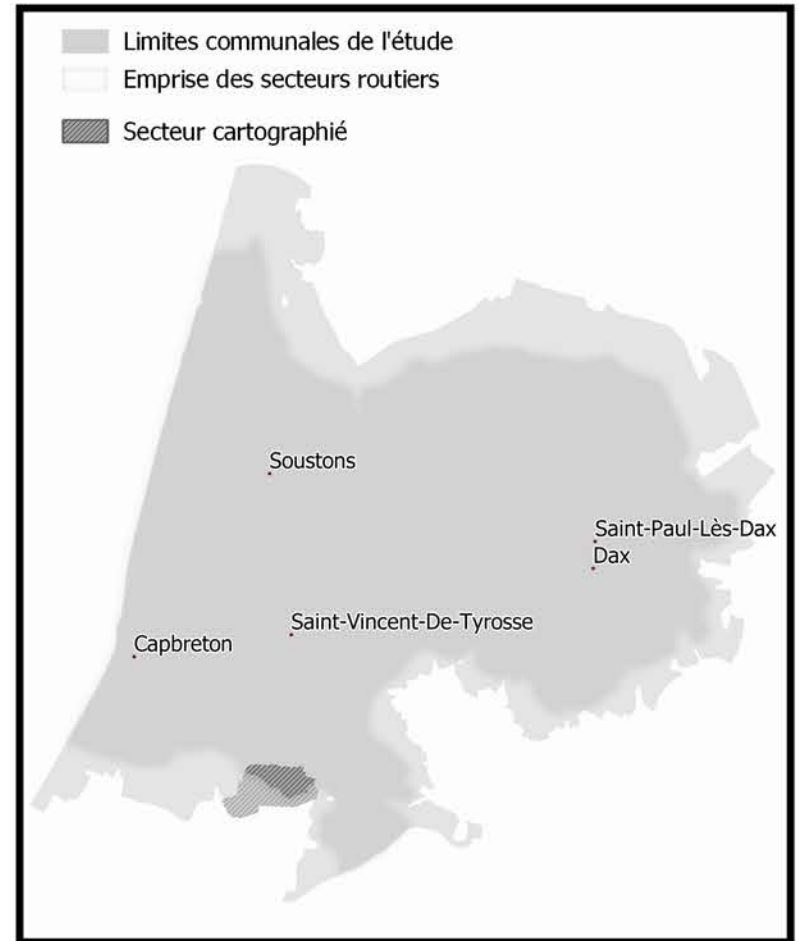 Limites communales de l'étude
Emprise des secteurs routiers
Secteur cartographié
Soustons
Saint-Paul-Lès-Dax
Dax
Saint-Vincent-De-Tyrosse
Capbreton